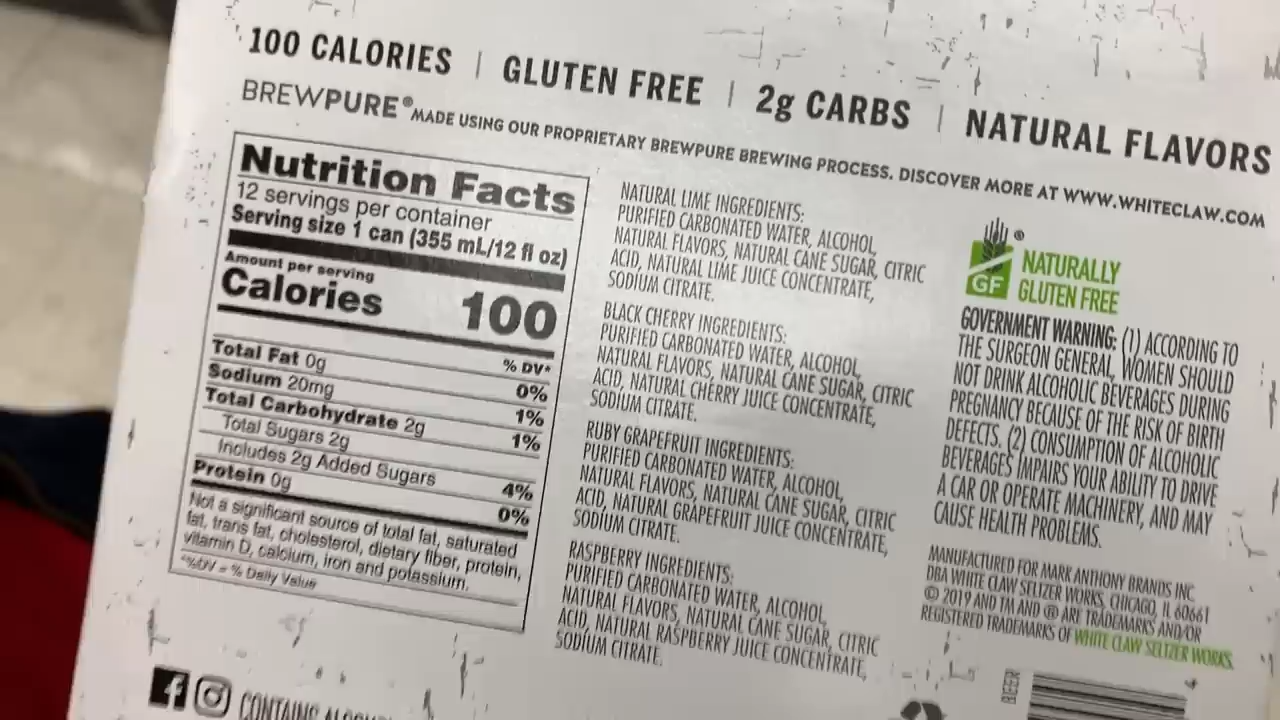 100 CALORIES | GLUTEN FREE | 2g CARBS | NATURAL FLAVORS
BREWPURE® MADE USING OUR PROPRIETARY BREWPURE BREWING PROCESS. DISCOVER MORE AT WWW.WHITECLAW.COM
Nutrition Facts
12 servings per container
Serving size 1 can (355 mL/12 fl oz)
Amount per serving
Calories 100
% DV*
Total Fat 0g 0%
Sodium 20mg 1%
Total Carbohydrate 2g 1%
Total Sugars 2g
Includes 2g Added Sugars 4%
Protein 0g 0%
Not a significant source of total fat, saturated
fat, trans fat, cholesterol, dietary fiber, protein,
vitamin D, calcium, iron and potassium.
*%DV = % Daily Value
NATURAL LIME INGREDIENTS:
PURIFIED CARBONATED WATER, ALCOHOL,
NATURAL FLAVORS, NATURAL CANE SUGAR, CITRIC
ACID, NATURAL LIME JUICE CONCENTRATE,
SODIUM CITRATE.
BLACK CHERRY INGREDIENTS:
PURIFIED CARBONATED WATER, ALCOHOL,
NATURAL FLAVORS, NATURAL CANE SUGAR, CITRIC
ACID, NATURAL CHERRY JUICE CONCENTRATE,
SODIUM CITRATE.
RUBY GRAPEFRUIT INGREDIENTS:
PURIFIED CARBONATED WATER, ALCOHOL,
NATURAL FLAVORS, NATURAL CANE SUGAR, CITRIC
ACID, NATURAL GRAPEFRUIT JUICE CONCENTRATE,
SODIUM CITRATE.
RASPBERRY INGREDIENTS:
PURIFIED CARBONATED WATER, ALCOHOL,
NATURAL FLAVORS, NATURAL CANE SUGAR, CITRIC
ACID, NATURAL RASPBERRY JUICE CONCENTRATE,
SODIUM CITRATE.
GF
®
NATURALLY
GLUTEN FREE
GOVERNMENT WARNING: (1) ACCORDING TO
THE SURGEON GENERAL, WOMEN SHOULD
NOT DRINK ALCOHOLIC BEVERAGES DURING
PREGNANCY BECAUSE OF THE RISK OF BIRTH
DEFECTS. (2) CONSUMPTION OF ALCOHOLIC
BEVERAGES IMPAIRS YOUR ABILITY TO DRIVE
A CAR OR OPERATE MACHINERY, AND MAY
CAUSE HEALTH PROBLEMS.
MANUFACTURED FOR MARK ANTHONY BRANDS INC.
DBA WHITE CLAW SELTZER WORKS, CHICAGO, IL 60661
© 2019 AND TM AND ® ARE TRADEMARKS AND/OR
REGISTERED TRADEMARKS OF WHITE CLAW SELTZER WORKS.
BEER
CONTAINS